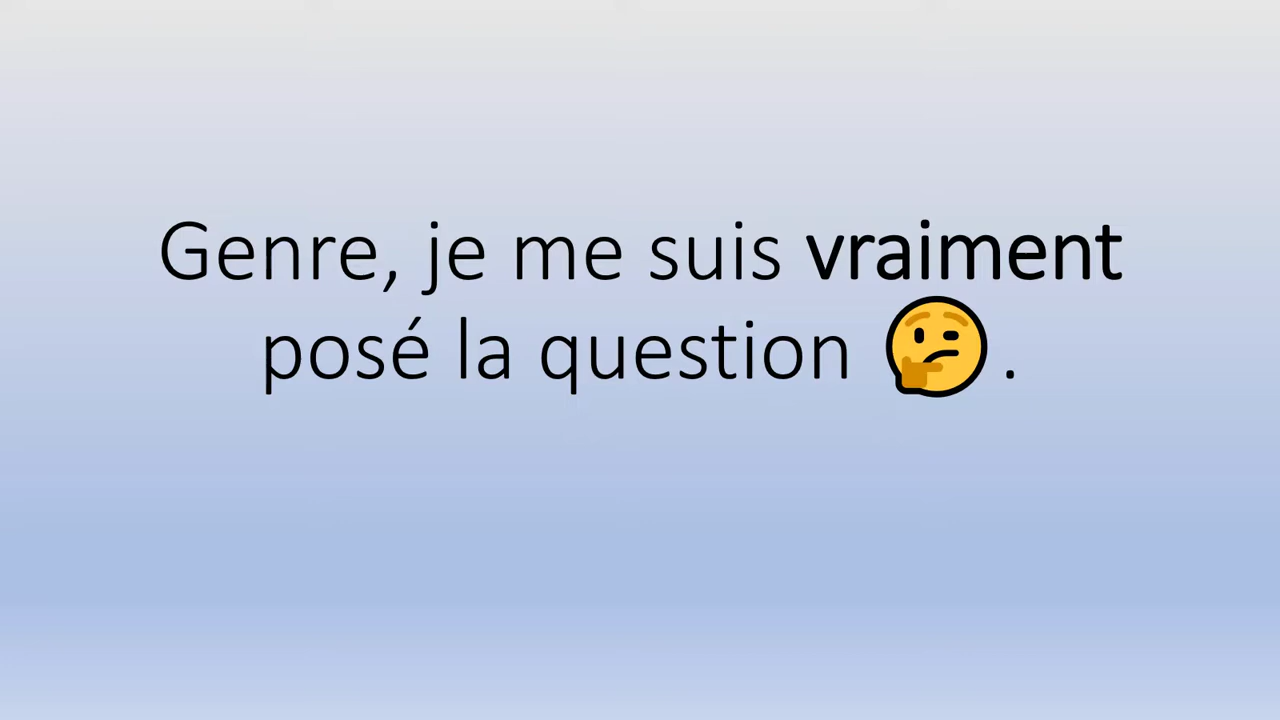 Genre, je me suis vraiment
posé la question 🤔.